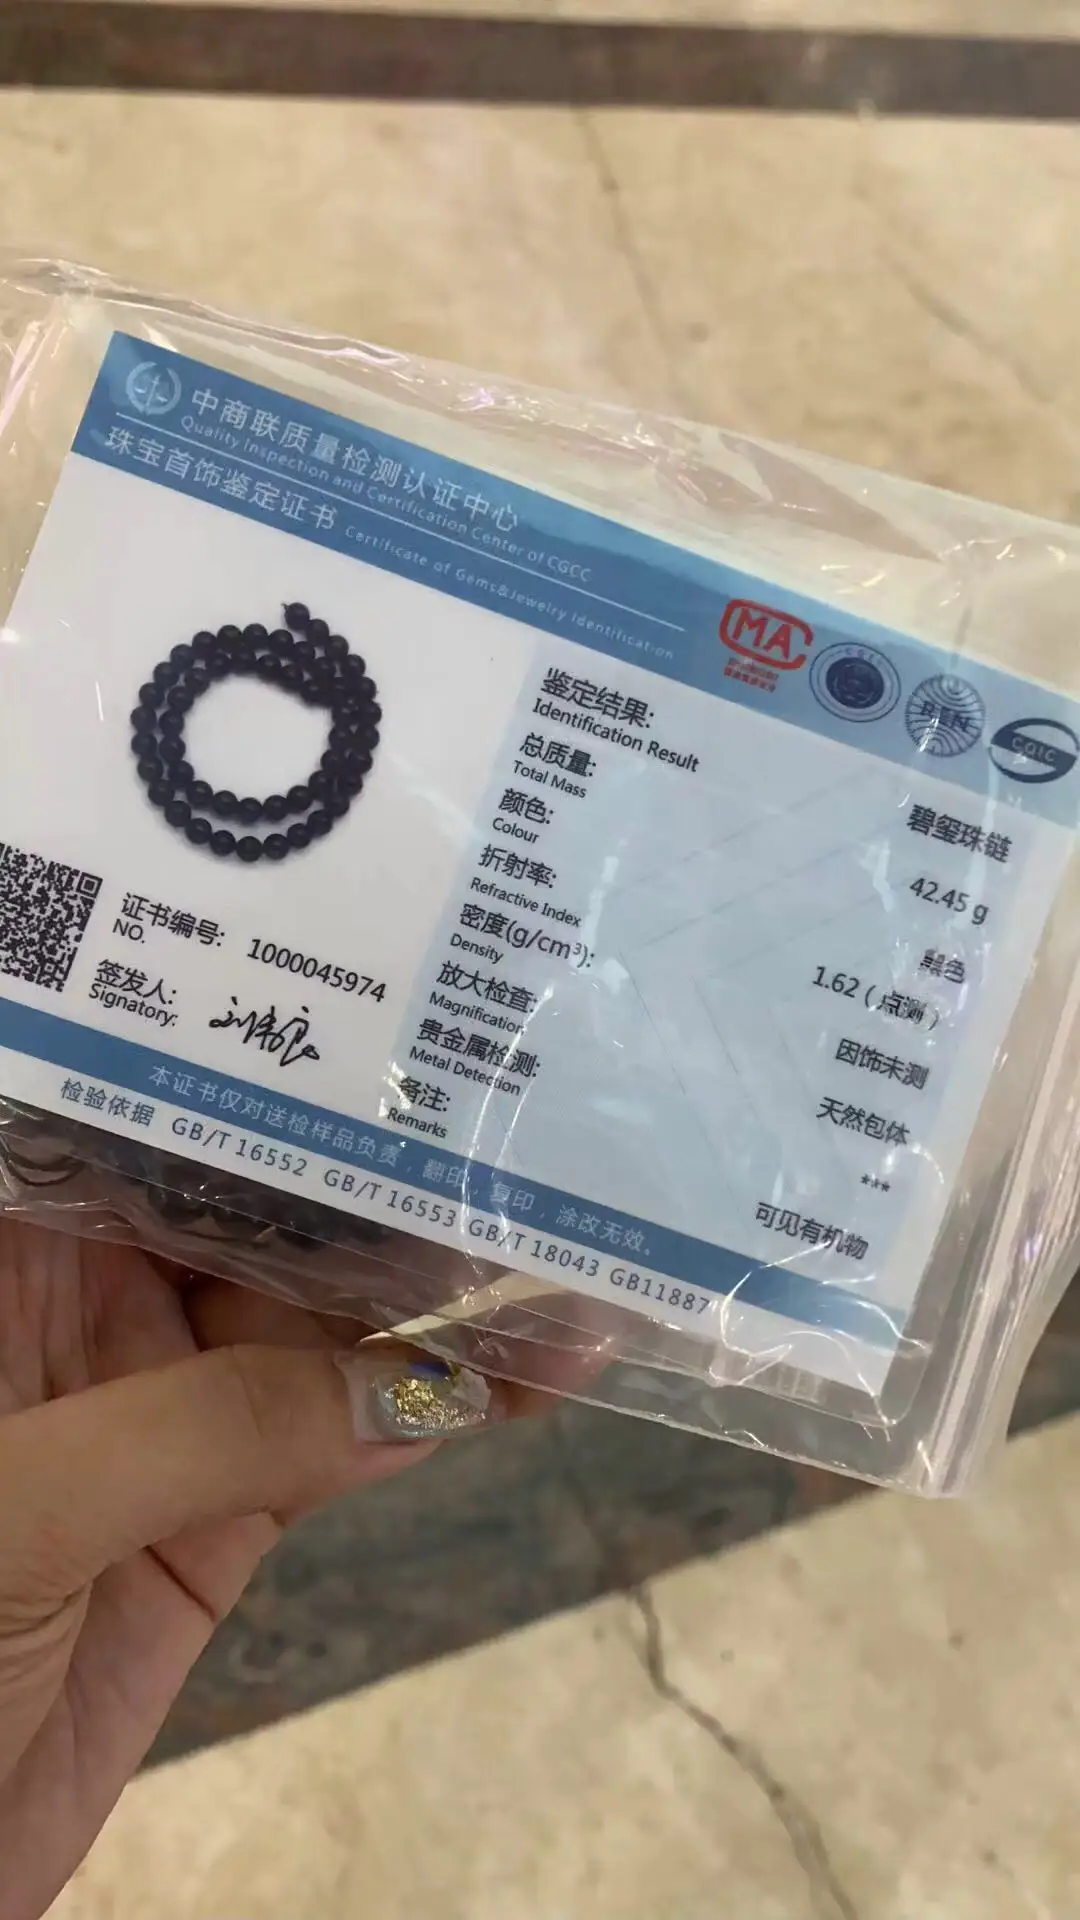 中商联质量检测认证中心
Quality Inspection and Certification Center of CGCC
珠宝首饰鉴定证书 Certificate of Gems&Jewelry Identification
MA
CGTC
鉴定结果: 碧玺珠链
Identification Result
总质量: 42.45 g
Total Mass
颜色: 黑色
Colour
折射率: 1.62 ( 点测 )
Refractive Index
密度(g/cm³): 因饰未测
Density
放大检查: 天然包体
Magnification
贵金属检测: ***
Metal Detection
备注: 可见有机物
Remarks
证书编号: 1000045974
NO.
签发人:
Signatory:
本证书仅对送检样品负责，翻印，复印，涂改无效。
检验依据 GB/T16552 GB/T16553 GB/T18043 GB11887